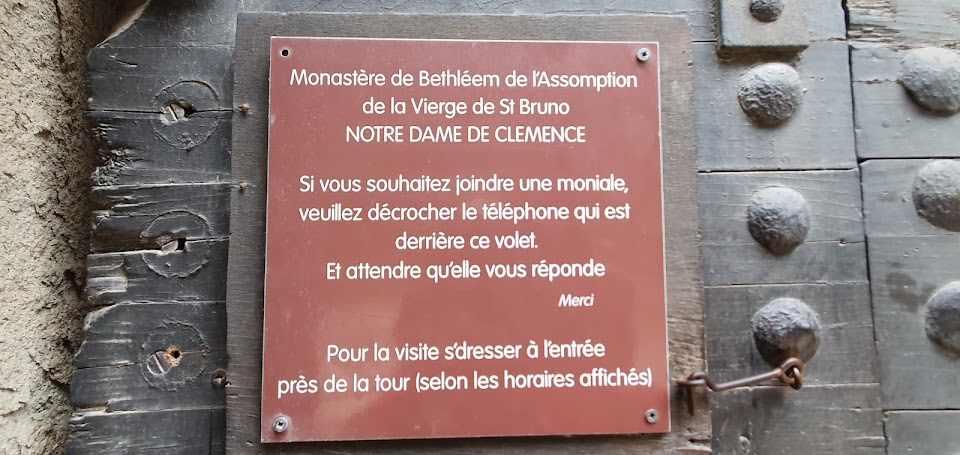 Monastère de Bethléem de l'Assomption
de la Vierge de St Bruno
NOTRE DAME DE CLEMENCE
Si vous souhaitez joindre une moniale,
veuillez décrocher le téléphone qui est
derrière ce volet.
Et attendre qu'elle vous réponde
Merci
Pour la visite s'dresser à l'entrée
près de la tour (selon les horaires affichés)